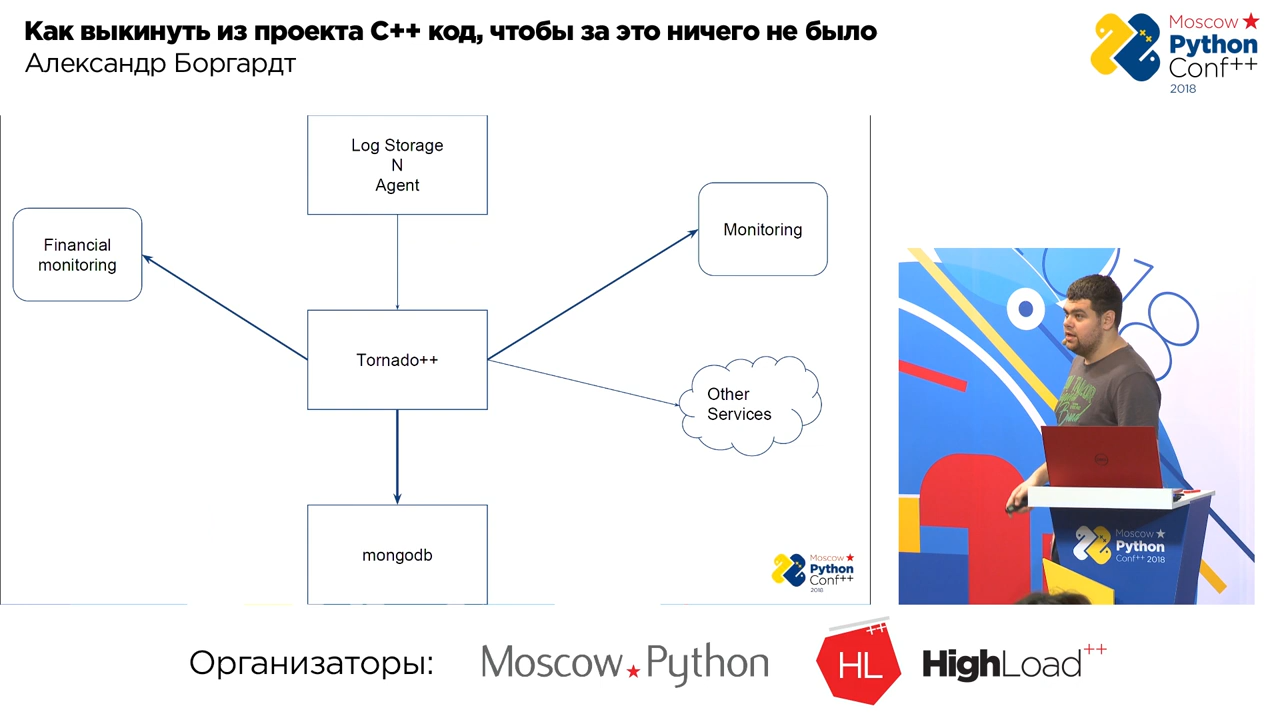 Как выкинуть из проекта C++ код, чтобы за это ничего не было
Александр Боргардт
Moscow
Python
Conf++
2018
Log Storage
N
Agent
Financial
monitoring
Monitoring
Tornado++
Other
Services
mongodb
Moscow
Python
Conf++
2018
Moscow
Python
Conf++ 2018
Организаторы:
Moscow Python
HL++
HighLoad++